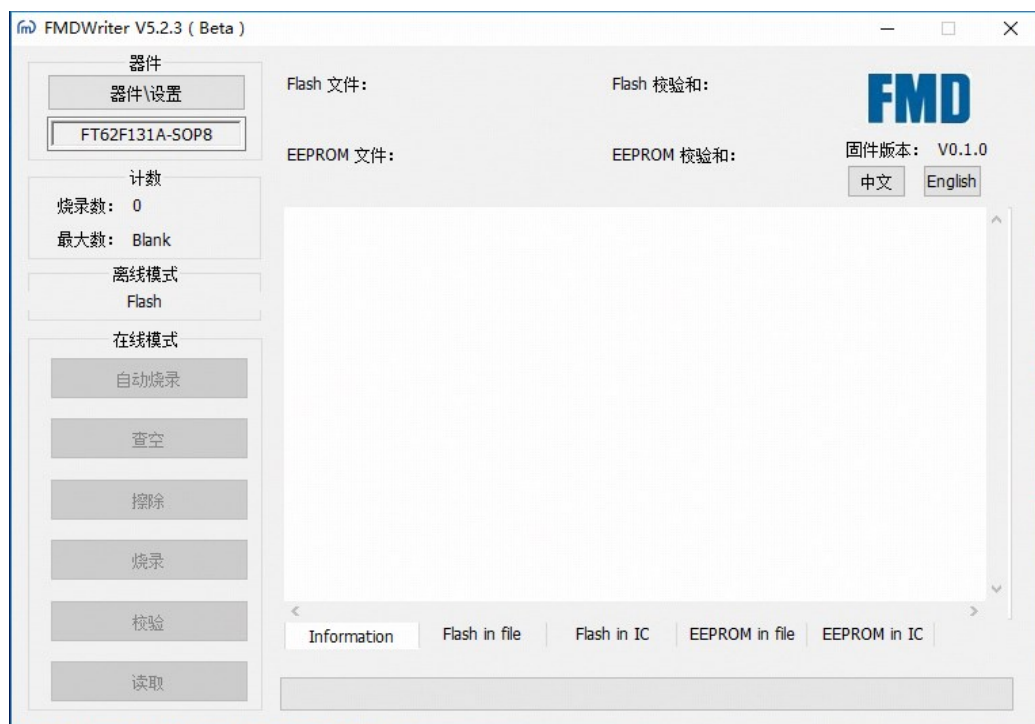 FMDWriter V5.2.3 ( Beta )
器件
器件\设置
FT62F131A-SOP8
计数
烧录数: 0
最大数: Blank
离线模式
Flash
在线模式
自动烧录
查空
擦除
烧录
校验
读取
Flash 文件:
Flash 校验和:
EEPROM 文件:
EEPROM 校验和:
FMD
固件版本: V0.1.0
中文 English
Information Flash in file Flash in IC EEPROM in file EEPROM in IC